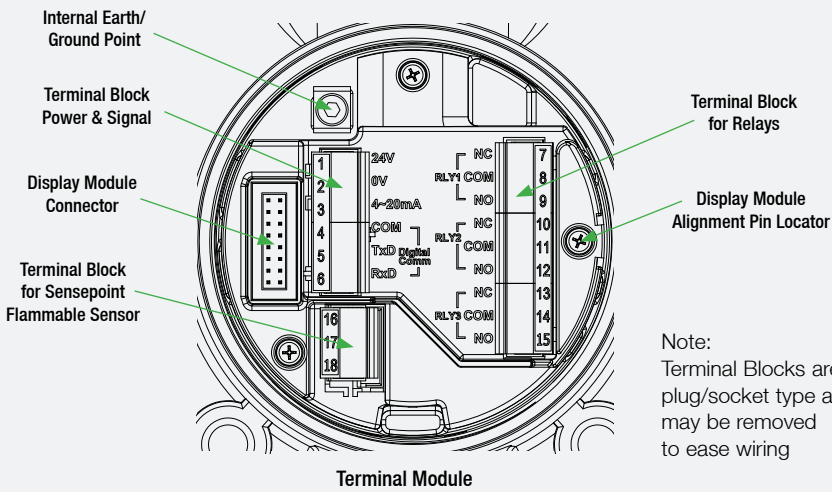 Internal Earth/
Ground Point
Terminal Block
Power & Signal
Display Module
Connector
Terminal Block
for Sensepoint
Flammable Sensor
1
2
3
4
5
6
24V
0V
4~20mA
COM
TxD
RxD
Digital
Comm
16
17
18
RLY1
NC
COM
NO
RLY2
NC
COM
NO
RLY3
NC
COM
NO
7
8
9
10
11
12
13
14
15
Terminal Block
for Relays
Display Module
Alignment Pin Locator
Note:
Terminal Blocks are
plug/socket type a
may be removed
to ease wiring
Terminal Module